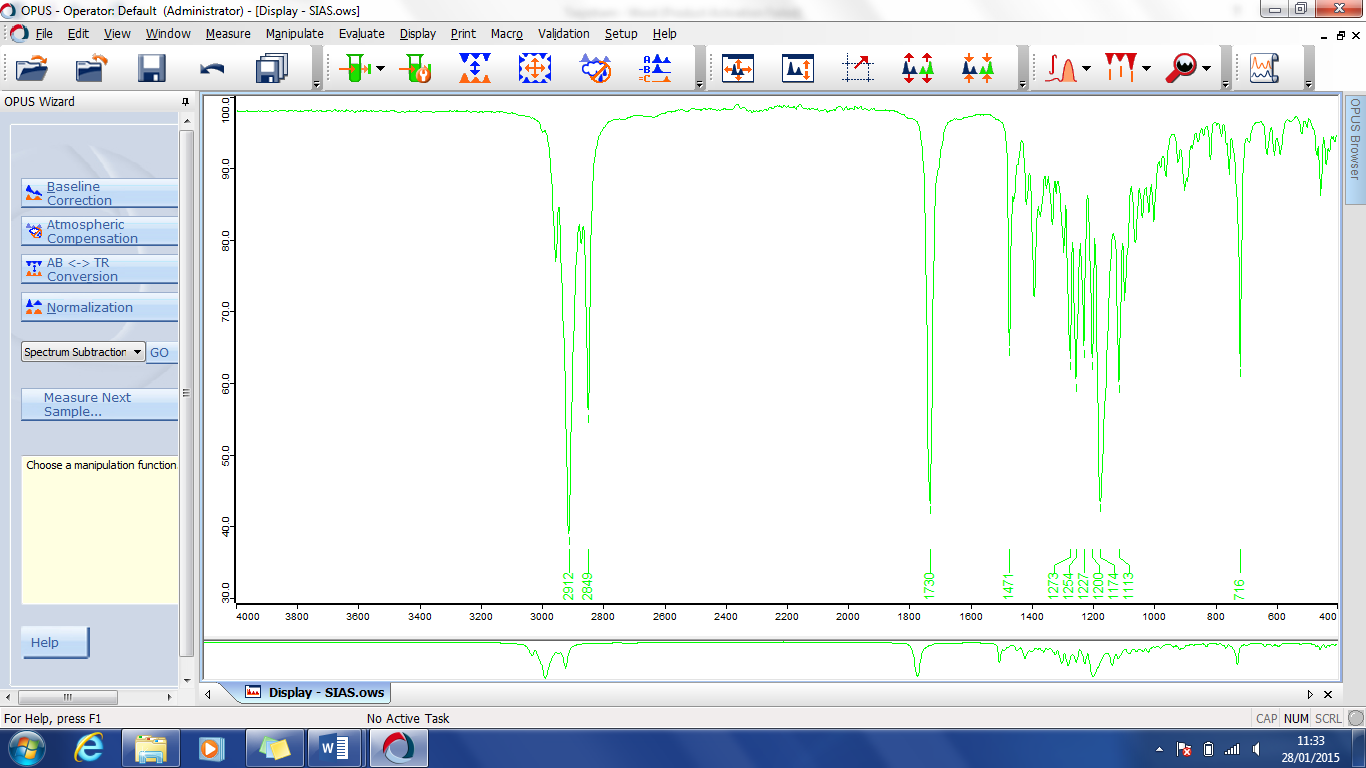 OPUS - Operator: Default (Administrator) - [Display - SIAS.ows]
File Edit View Window Measure Manipulate Evaluate Display Print Macro Validation Setup Help
OPUS Wizard
Baseline
Correction
Atmospheric
Compensation
AB <-> TR
Conversion
Normalization
Spectrum Subtraction GO
Measure Next
Sample...
Choose a manipulation function
Help
100.0
90.0
80.0
70.0
60.0
50.0
40.0
30.0
2912 2849 1730 1471 1273 1254 1227 1200 1174 1113 716
4000 3800 3600 3400 3200 3000 2800 2600 2400 2200 2000 1800 1600 1400 1200 1000 800 600 400
OPUS Browser
Display - SIAS.ows
For Help, press F1 No Active Task CAP NUM SCRL
11:33
28/01/2015